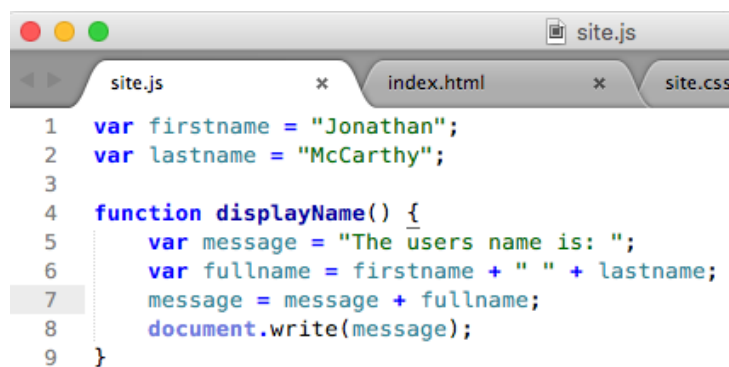 site.js
site.js × index.html × site.css
1 var firstname = "Jonathan";
2 var lastname = "McCarthy";
3
4 function displayName() {
5     var message = "The users name is: ";
6     var fullname = firstname + " " + lastname;
7     message = message + fullname;
8     document.write(message);
9 }